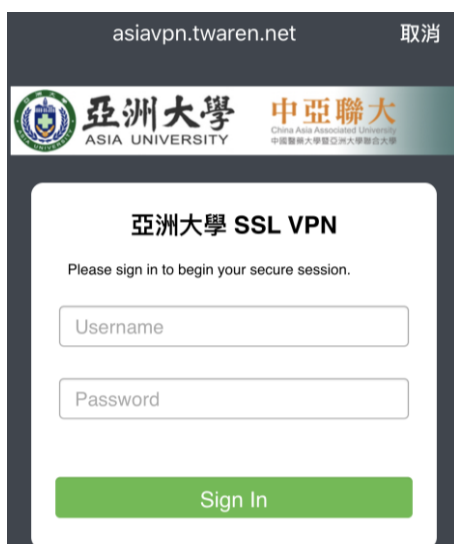 asiavpn.twaren.net 取消
亞洲大學 中亞聯大
ASIA UNIVERSITY China Asia Associated University
中國醫藥大學暨亞洲大學聯合大學
亞洲大學 SSL VPN
Please sign in to begin your secure session.
Username
Password
Sign In